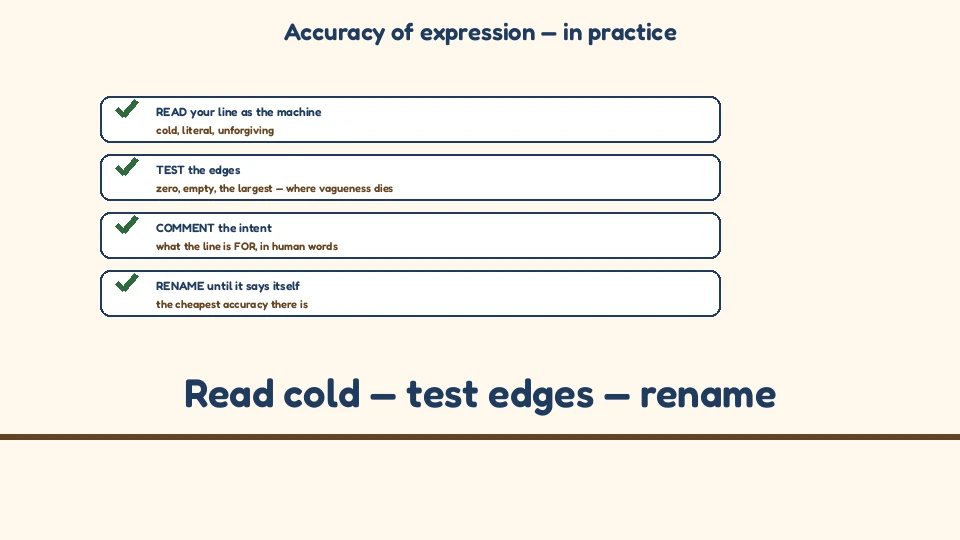 Accuracy of expression — in practice
READ your line as the machine
cold, literal, unforgiving
TEST the edges
zero, empty, the largest — where vagueness dies
COMMENT the intent
what the line is FOR, in human words
RENAME until it says itself
the cheapest accuracy there is
Read cold — test edges — rename